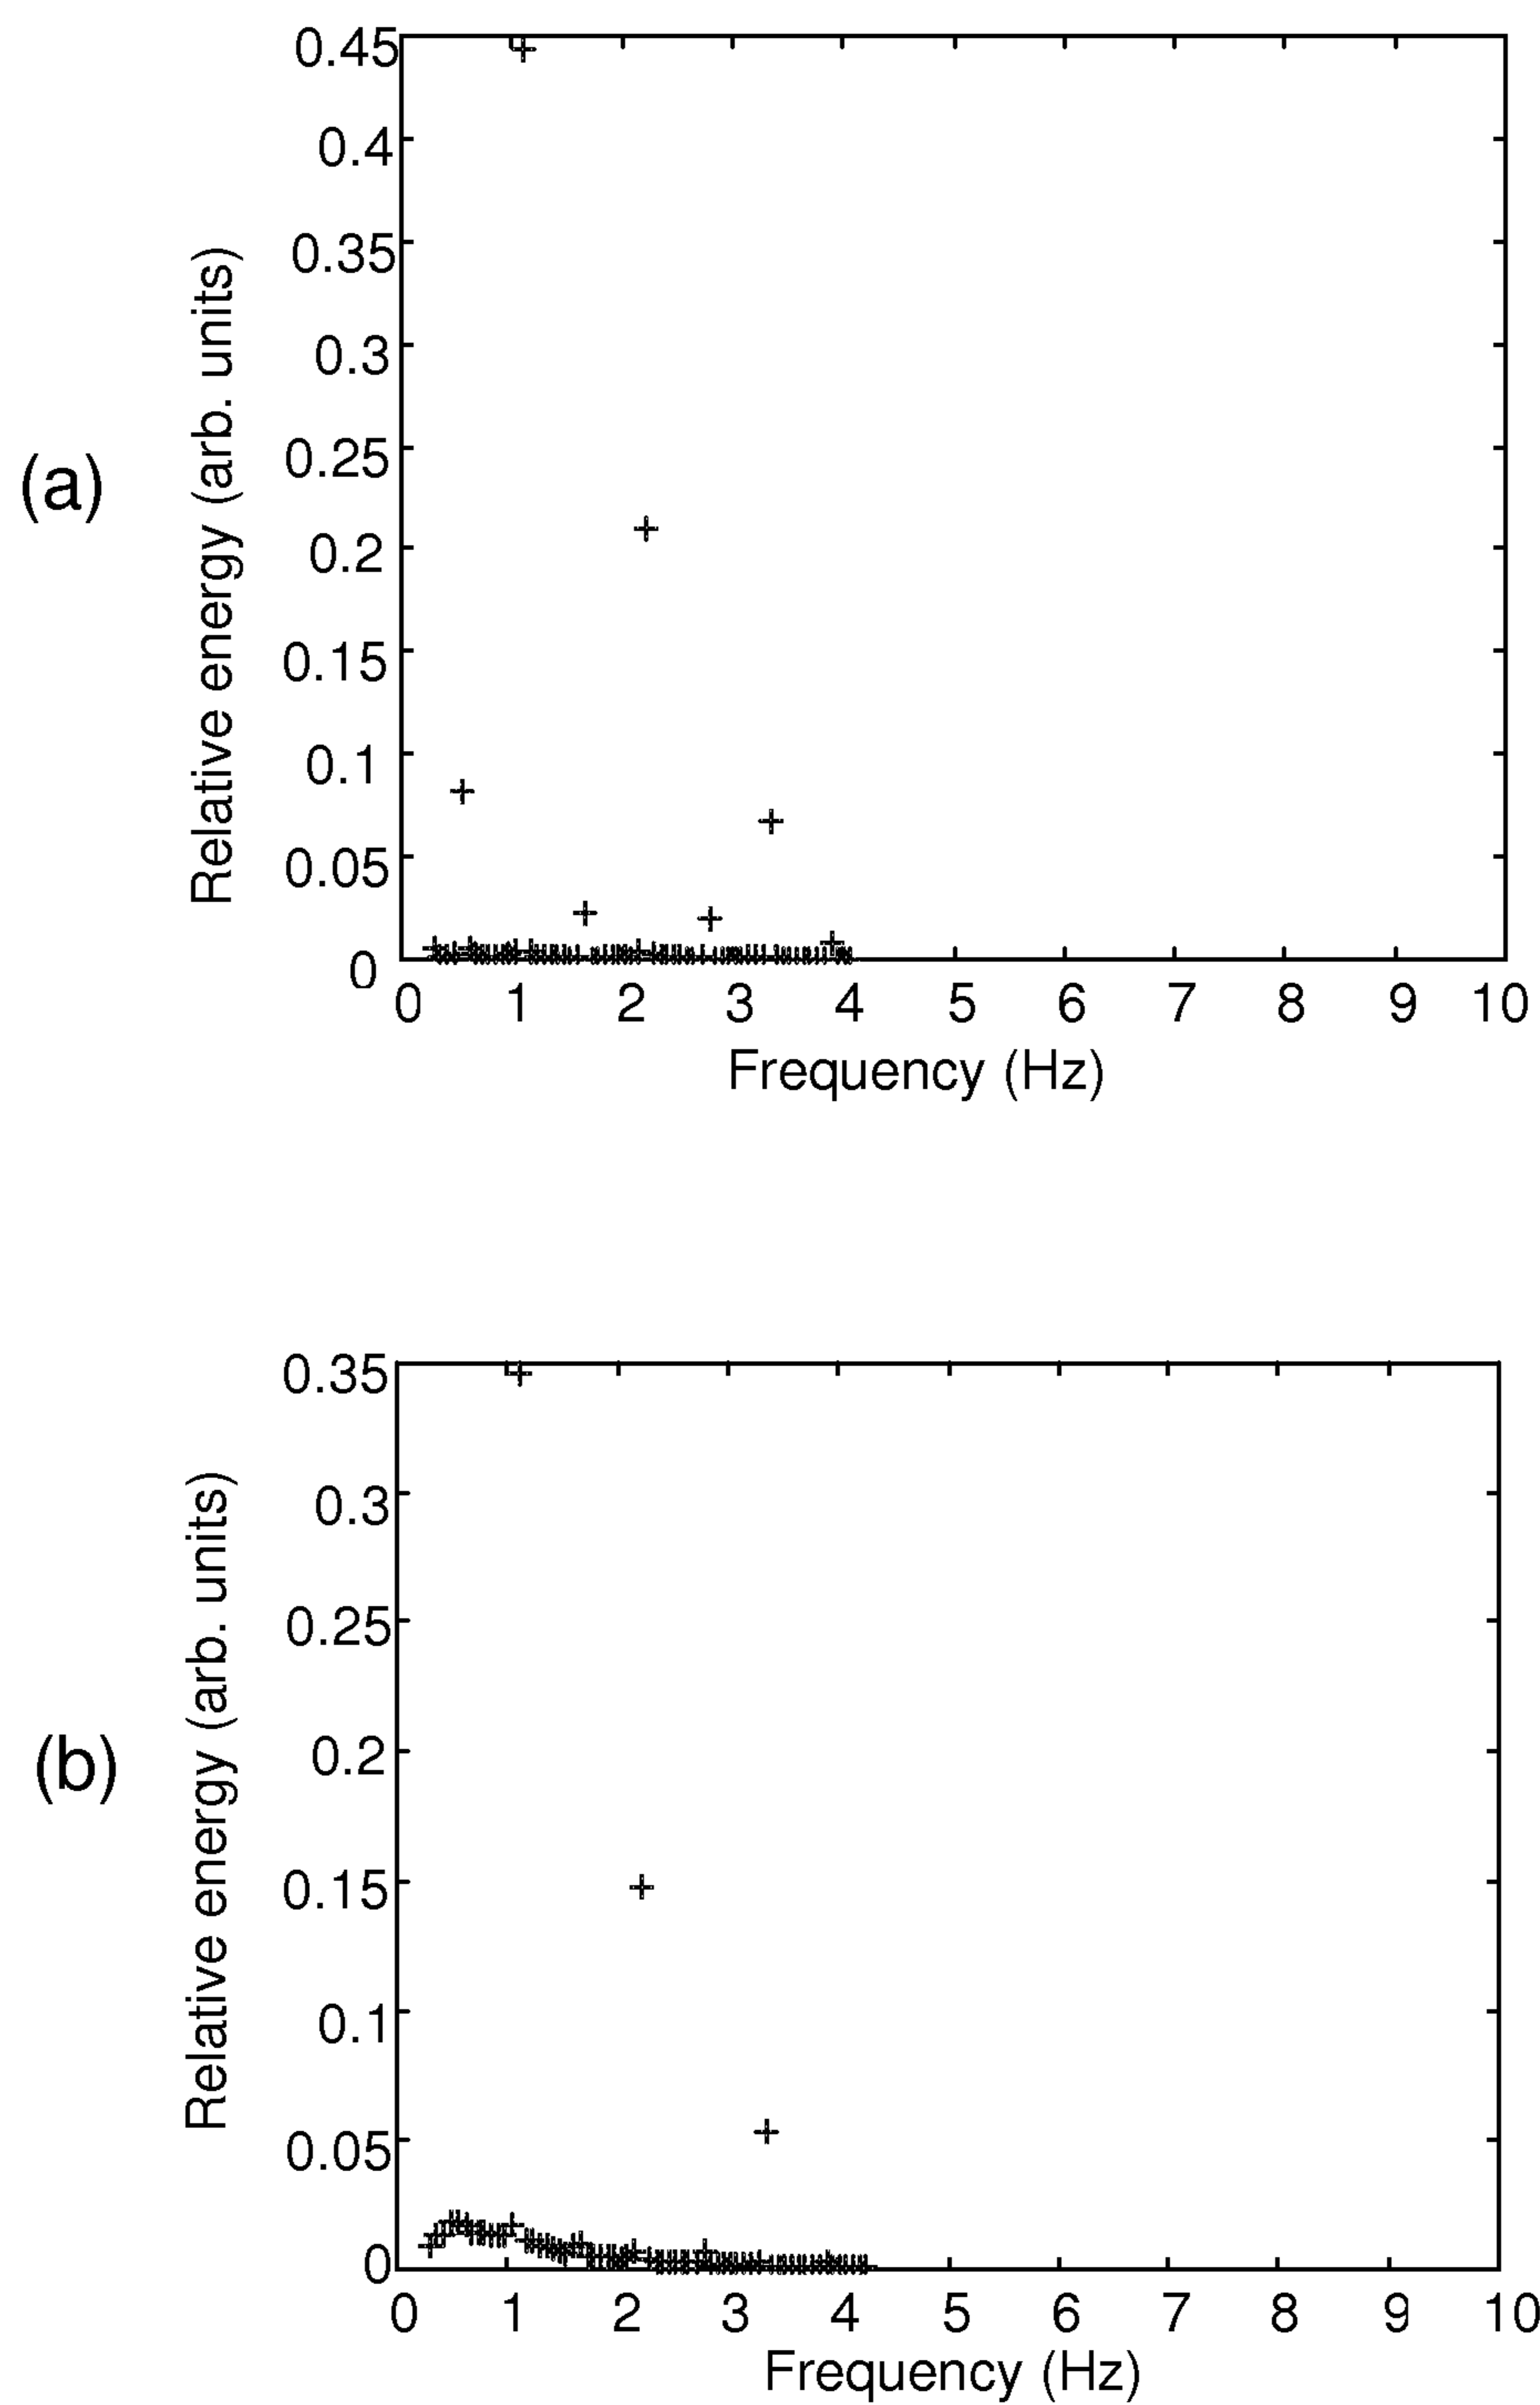 (a)
Relative energy (arb. units)
0.45
0.4
0.35
0.3
0.25
0.2
0.15
0.1
0.05
0
0 1 2 3 4 5 6 7 8 9 10
Frequency (Hz)
(b)
Relative energy (arb. units)
0.35
0.3
0.25
0.2
0.15
0.1
0.05
0
0 1 2 3 4 5 6 7 8 9 10
Frequency (Hz)